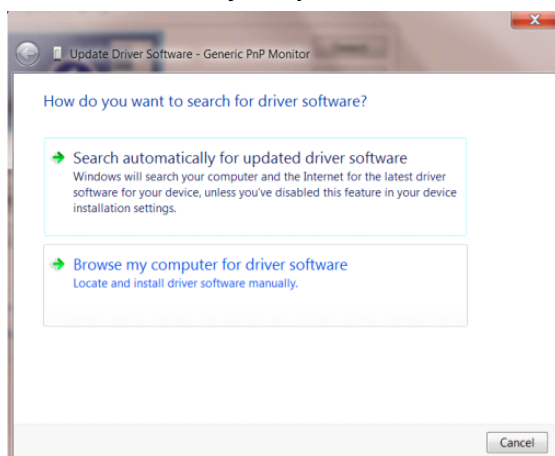 X
Update Driver Software - Generic PnP Monitor
How do you want to search for driver software?
Search automatically for updated driver software
Windows will search your computer and the Internet for the latest driver
software for your device, unless you've disabled this feature in your device
installation settings.
Browse my computer for driver software
Locate and install driver software manually.
Cancel